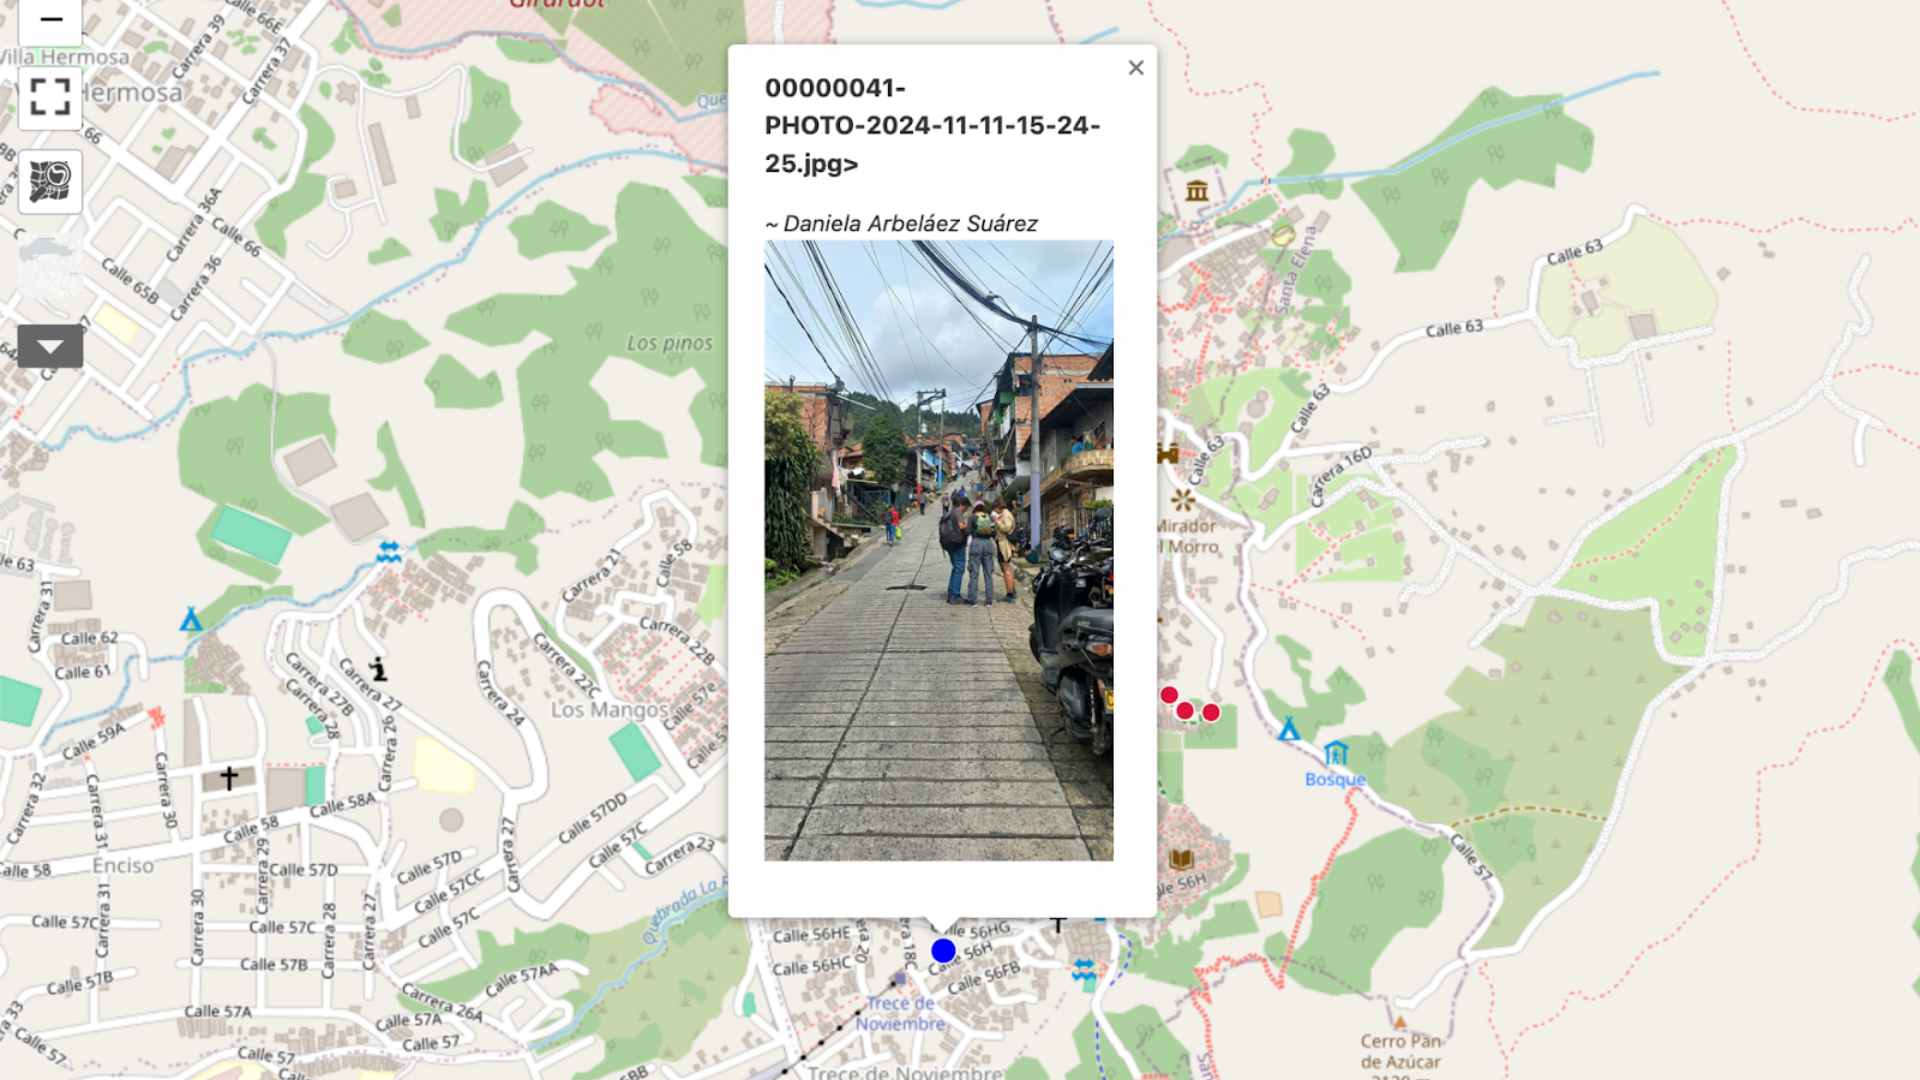 00000041-
PHOTO-2024-11-11-15-24-
25.jpg>
~ Daniela Arbeláez Suárez
Girardot
Calle 66E
Carrera 39
Carrera 37
Villa Hermosa
Hermosa
66
Carrera 36A
Calle 66
Carrera 36
Calle 65B
Los pinos
Santa Elena
Calle 63
Calle 63
Calle 63
Calle 63
Carrera 16D
Mirador
l Morro
Carrera 31
Calle 62
Calle 61
Carrera 21
Calle 58
Carrera 22B
Carrera 22C
Carrera 24
Carrera 27B
Carrera 27
Carrera 28
Carrera 29
Los Mangos
Calle 57e
Calle 59A
Carrera 32
Carrera 31
Carrera 30
Calle 58A
Calle 58
Calle 58
Enciso
Carrera 29
Calle 57D
Calle 57D
Calle 57CC
Calle 57C
Carrera 27
Calle 57DD
Calle 57C
Carrera 23
Bosque
Calle 57
Carrera 31
Carrera 30
Carrera 28
Carrera 27
Calle 57C
Calle 57C
Calle 57B
Calle 57B
Calle 57A
Calle 57A
Calle 57AA
Carrera 26A
Calle 57
Calle 57
Calle 57
Quebrada La
Calle 56HE
Calle 56HC
Calle 56FB
Trece de
Noviembre
Trece de Noviembre
Cerro Pan
de Azúcar